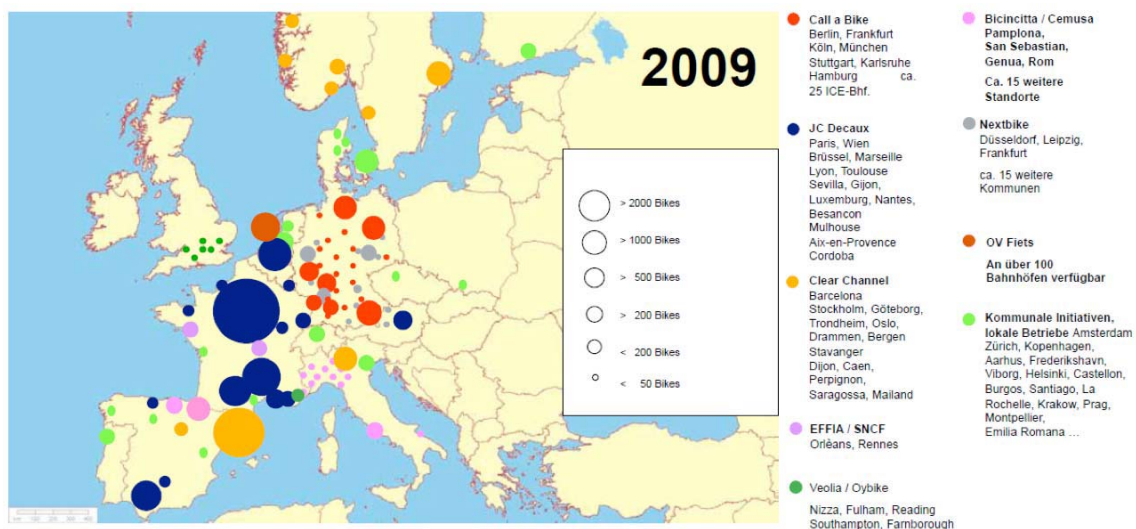 2009
> 2000 Bikes
> 1000 Bikes
> 500 Bikes
> 200 Bikes
< 200 Bikes
< 50 Bikes
Call a Bike
Berlin, Frankfurt
Köln, München
Stuttgart, Karlsruhe
Hamburg ca.
25 ICE-Bhf.
JC Decaux
Paris, Wien
Brüssel, Marseille
Lyon, Toulouse
Sevilla, Gijon,
Luxemburg, Nantes,
Besancon
Mulhouse
Aix-en-Provence
Cordoba
Clear Channel
Barcelona
Stockholm, Göteborg,
Trondheim, Oslo,
Drammen, Bergen
Stavanger
Dijon, Caen,
Perpignon,
Saragossa, Mailand
EFFIA / SNCF
Orlèans, Rennes
Veolia / Oybike
Nizza, Fulham, Reading
Southampton, Farnborough
Bicincitta / Cemusa
Pamplona,
San Sebastian,
Genua, Rom
Ca. 15 weitere
Standorte
Nextbike
Düsseldorf, Leipzig,
Frankfurt
ca. 15 weitere
Kommunen
OV Fiets
An über 100
Bahnhöfen verfügbar
Kommunale Initiativen,
lokale Betriebe Amsterdam
Zürich, Kopenhagen,
Aarhus, Frederikshavn,
Viborg, Helsinki, Castellon,
Burgos, Santiago, La
Rochelle, Krakow, Prag,
Montpellier,
Emilia Romana ...